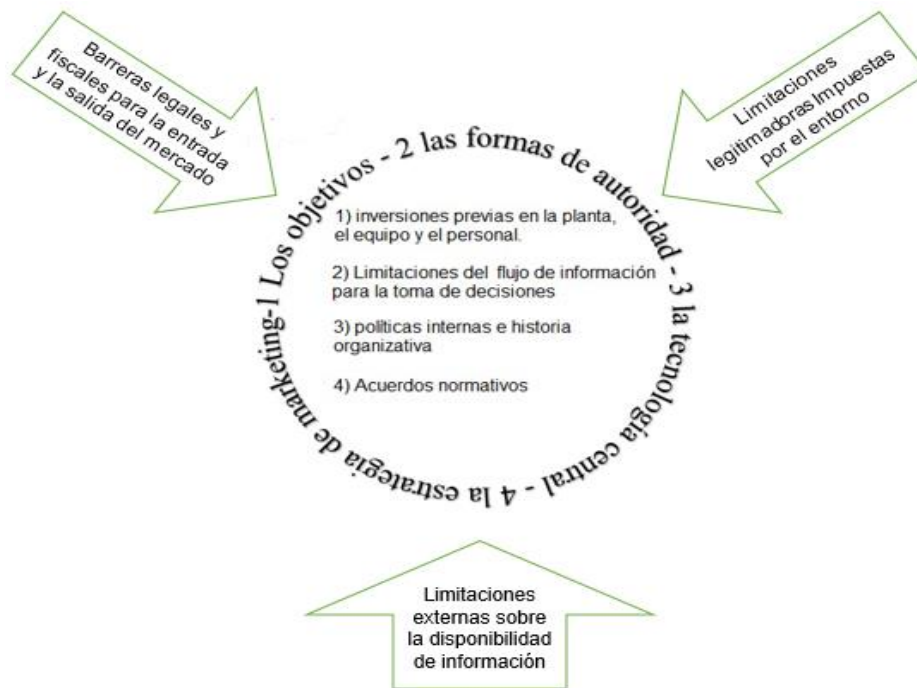 Barreras legales y
fiscales para la entrada
y la salida del mercado
Limitaciones
legitimadoras Impuestas
por el entorno
1 Los objetivos - 2 las formas de autoridad - 3 la tecnología central - 4 la estrategia de marketing-
1) inversiones previas en la planta,
el equipo y el personal.
2) Limitaciones del flujo de información
para la toma de decisiones
3) políticas internas e historia
organizativa
4) Acuerdos normativos
Limitaciones
externas sobre
la disponibilidad
de información